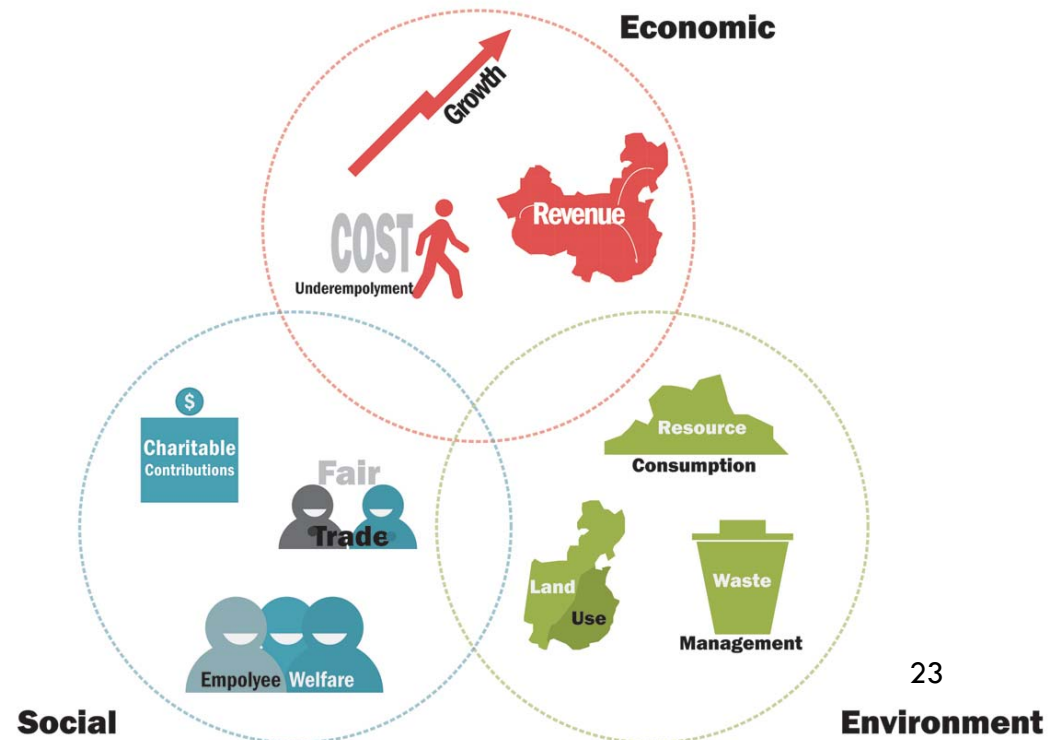 Economic
Growth
Revenue
COST
Underempolyment
$
Charitable
Contributions
Fair
Trade
Empolyee Welfare
Resource
Consumption
Land
Use
Waste
Management
23
Social
Environment